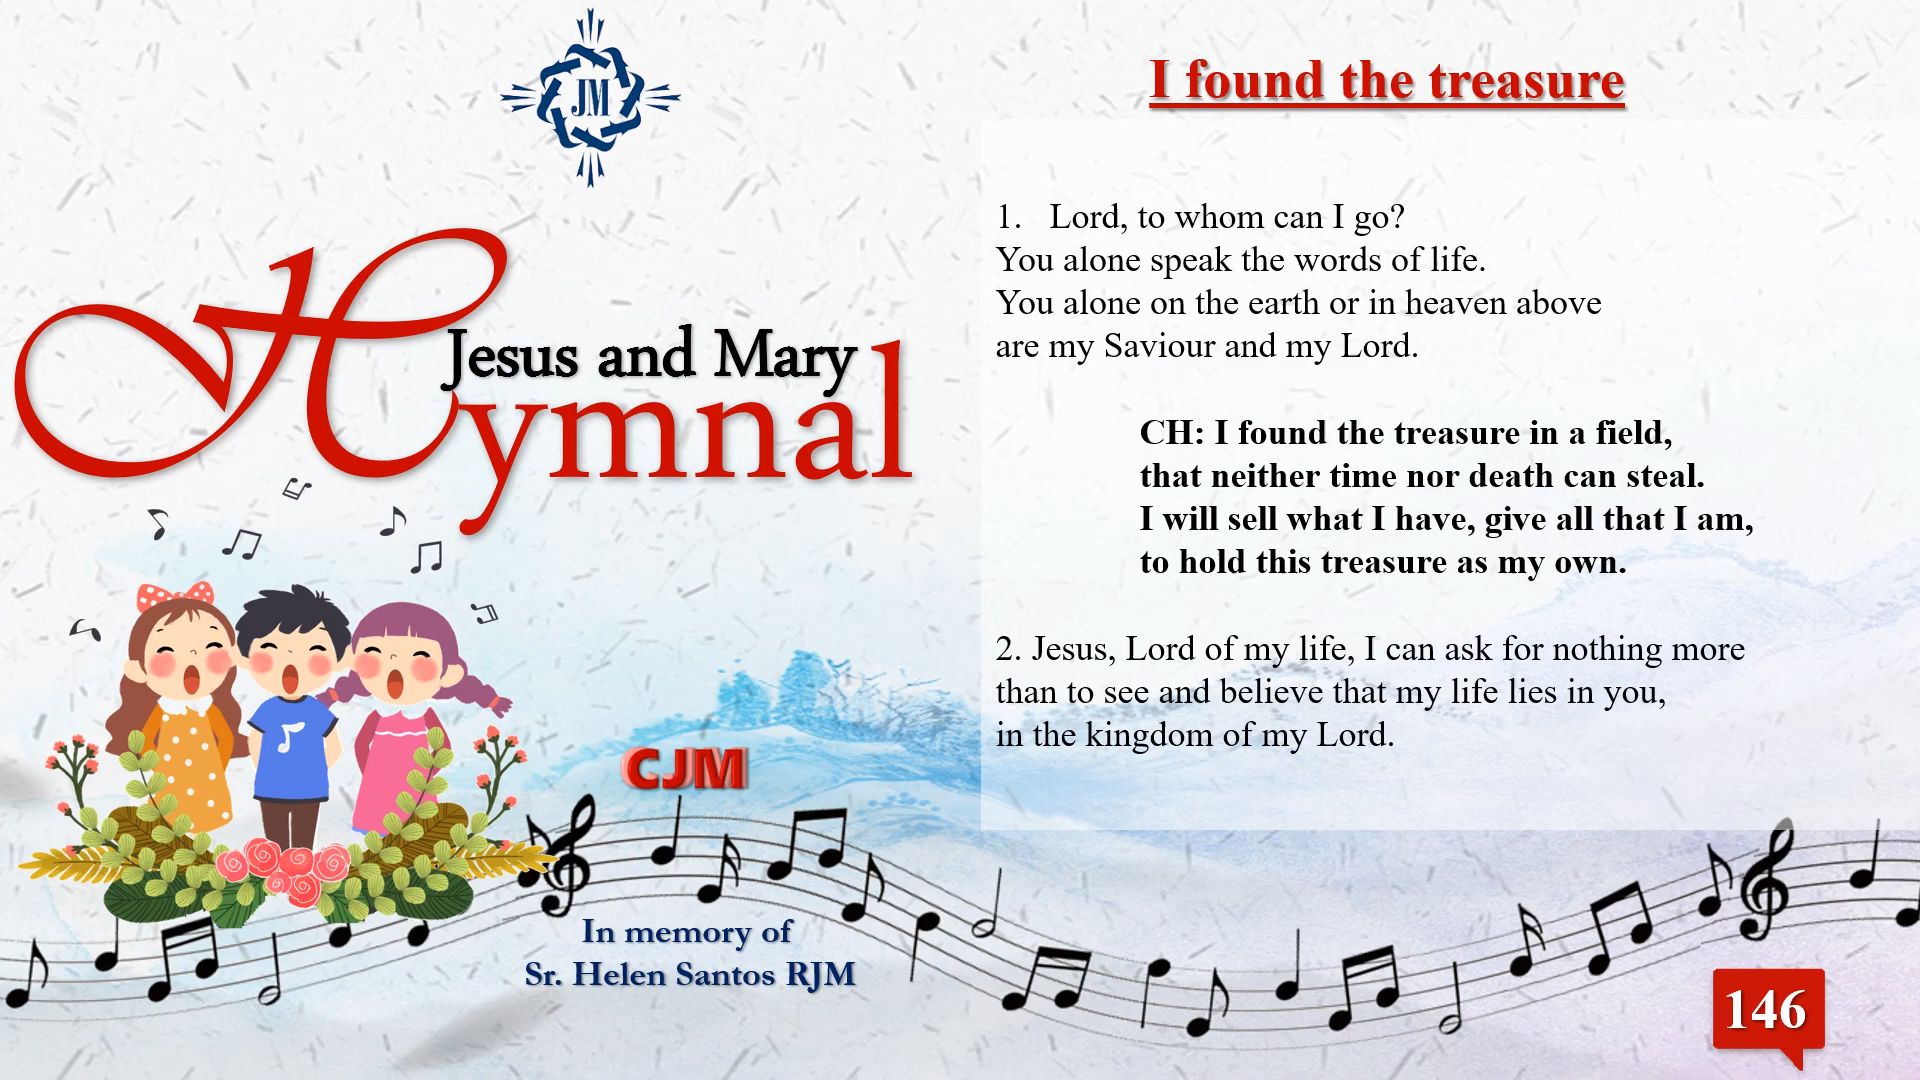 JM
Jesus and Mary
Hymnal
CJM
In memory of
Sr. Helen Santos RJM
I found the treasure
1. Lord, to whom can I go?
You alone speak the words of life.
You alone on the earth or in heaven above
are my Saviour and my Lord.
CH: I found the treasure in a field,
that neither time nor death can steal.
I will sell what I have, give all that I am,
to hold this treasure as my own.
2. Jesus, Lord of my life, I can ask for nothing more
than to see and believe that my life lies in you,
in the kingdom of my Lord.
146